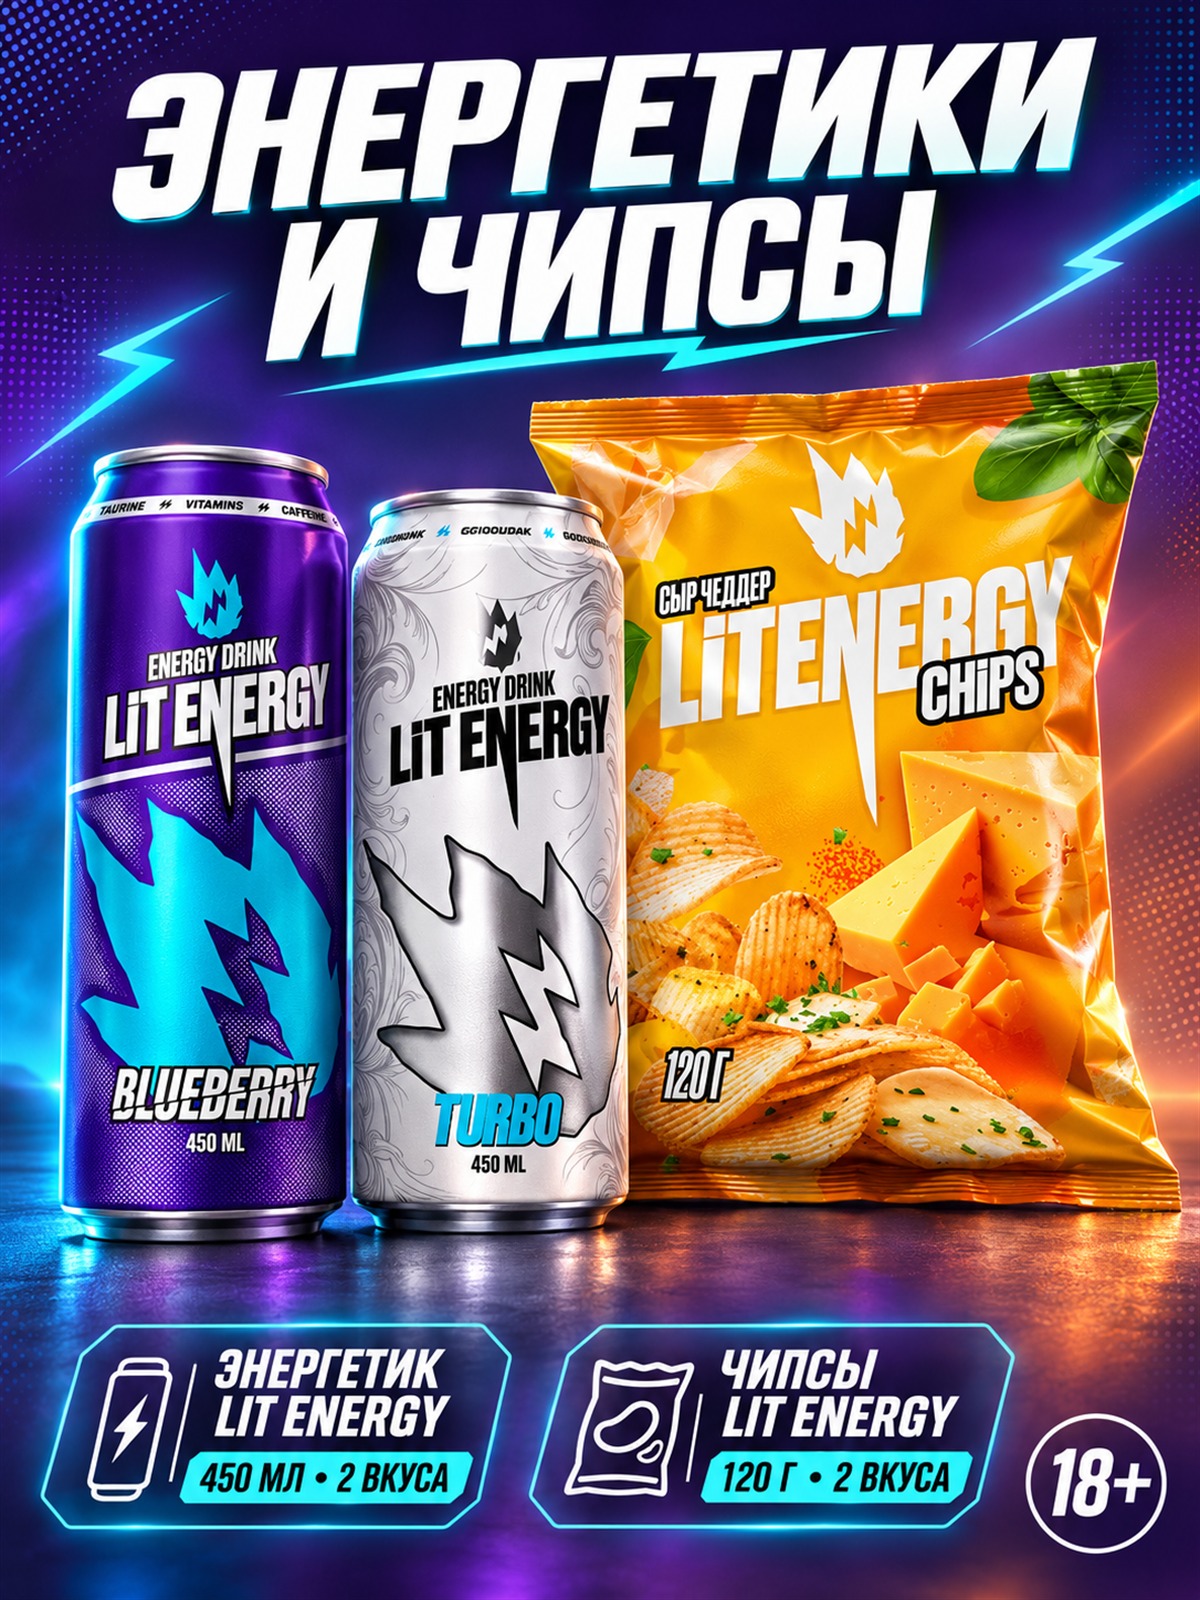 ЭНЕРГЕТИКИ
И ЧИПСЫ
TAURINE VITAMINS CAFFEINE
ENERGY DRINK
LiT ENERGY
BLUEBERRY
450 ML
GGIOOUDAK
ENERGY DRINK
LiT ENERGY
TURBO
450 ML
СЫР ЧЕДДЕР
LiTENERGY
CHiPS
120 Г
ЭНЕРГЕТИК
LIT ENERGY
450 МЛ • 2 ВКУСА
ЧИПСЫ
LIT ENERGY
120 Г • 2 ВКУСА
18+